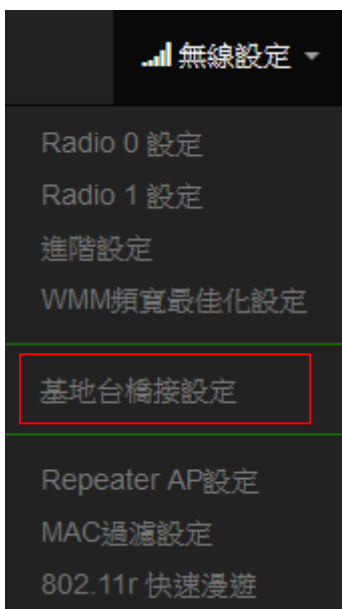 無線設定
Radio 0 設定
Radio 1 設定
進階設定
WMM頻寬最佳化設定
基地台橋接設定
Repeater AP設定
MAC過濾設定
802.11r 快速漫遊